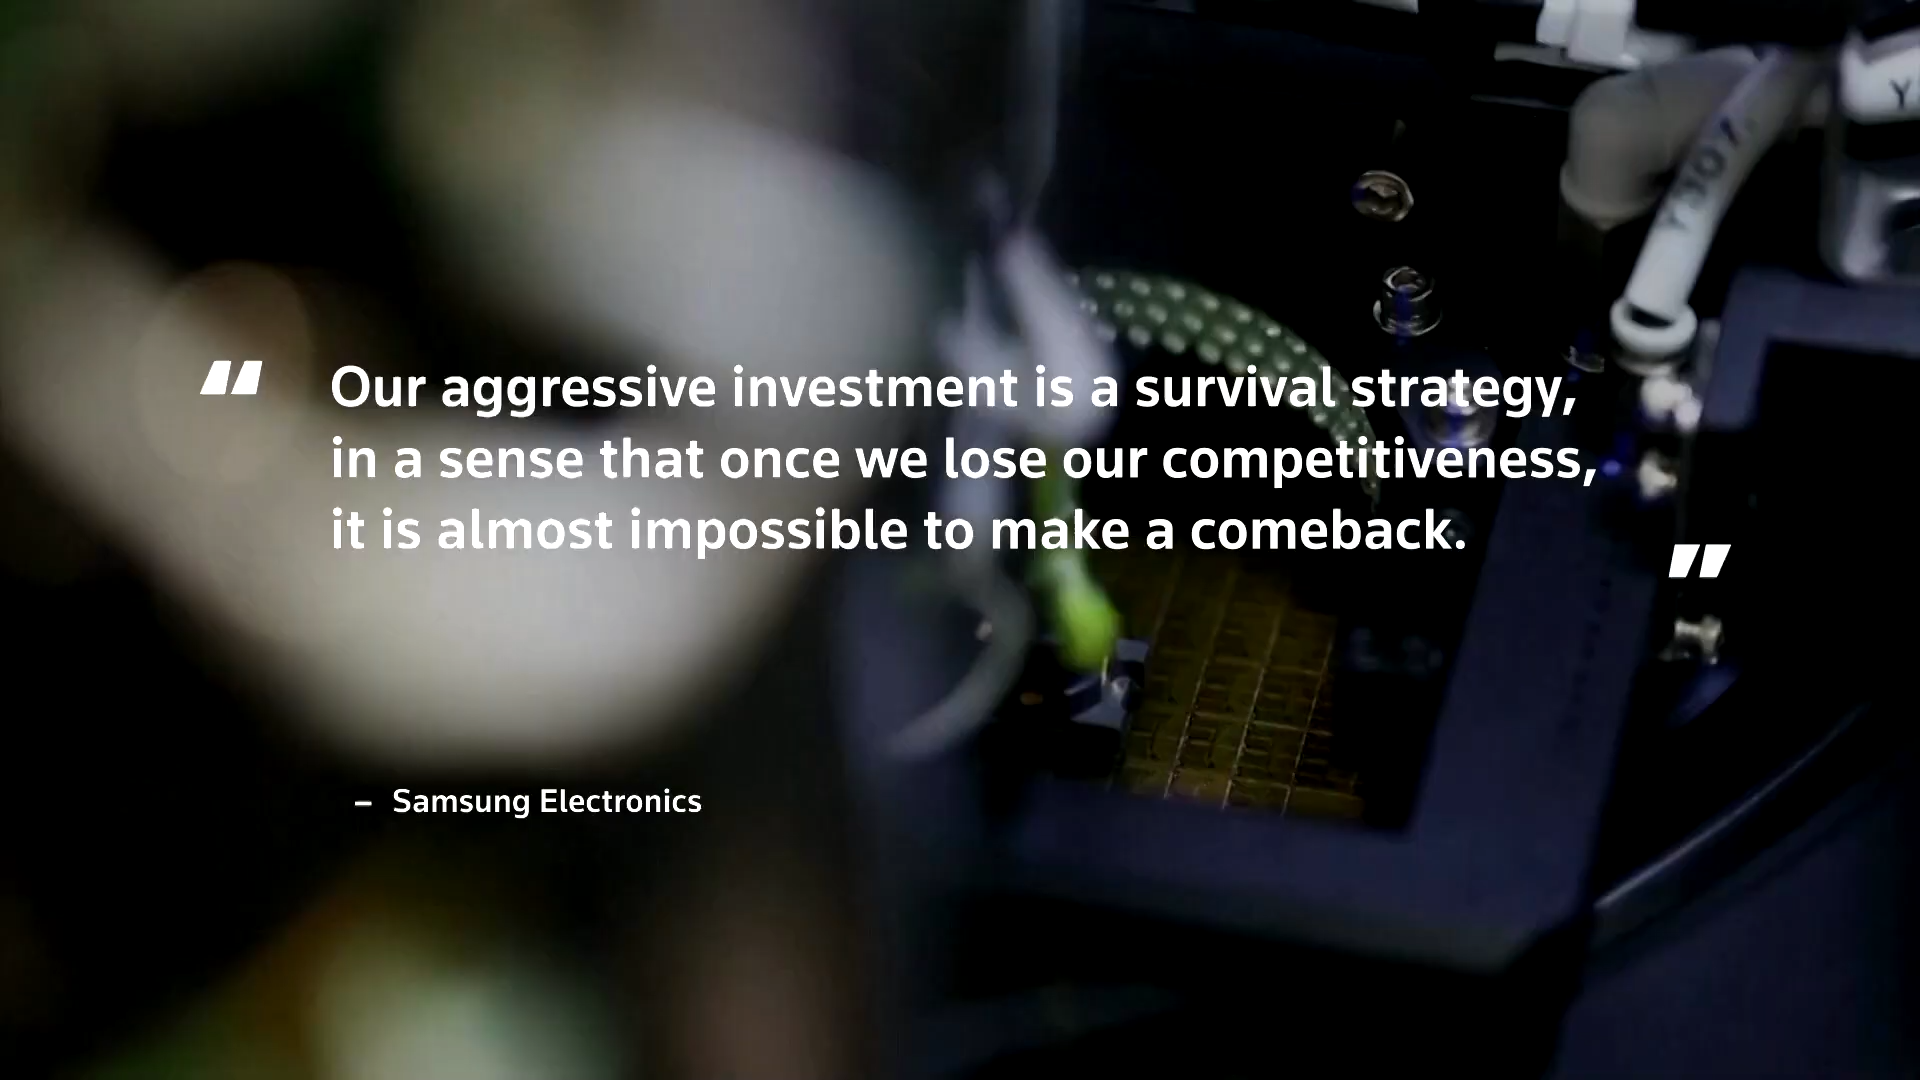 “ Our aggressive investment is a survival strategy,
in a sense that once we lose our competitiveness,
it is almost impossible to make a comeback. ”
– Samsung Electronics